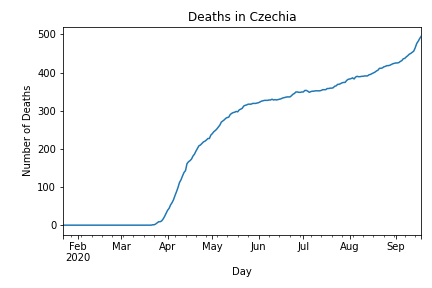 Deaths in Czechia
Number of Deaths
500
400
300
200
100
0
Feb Mar Apr May Jun Jul Aug Sep
2020
Day